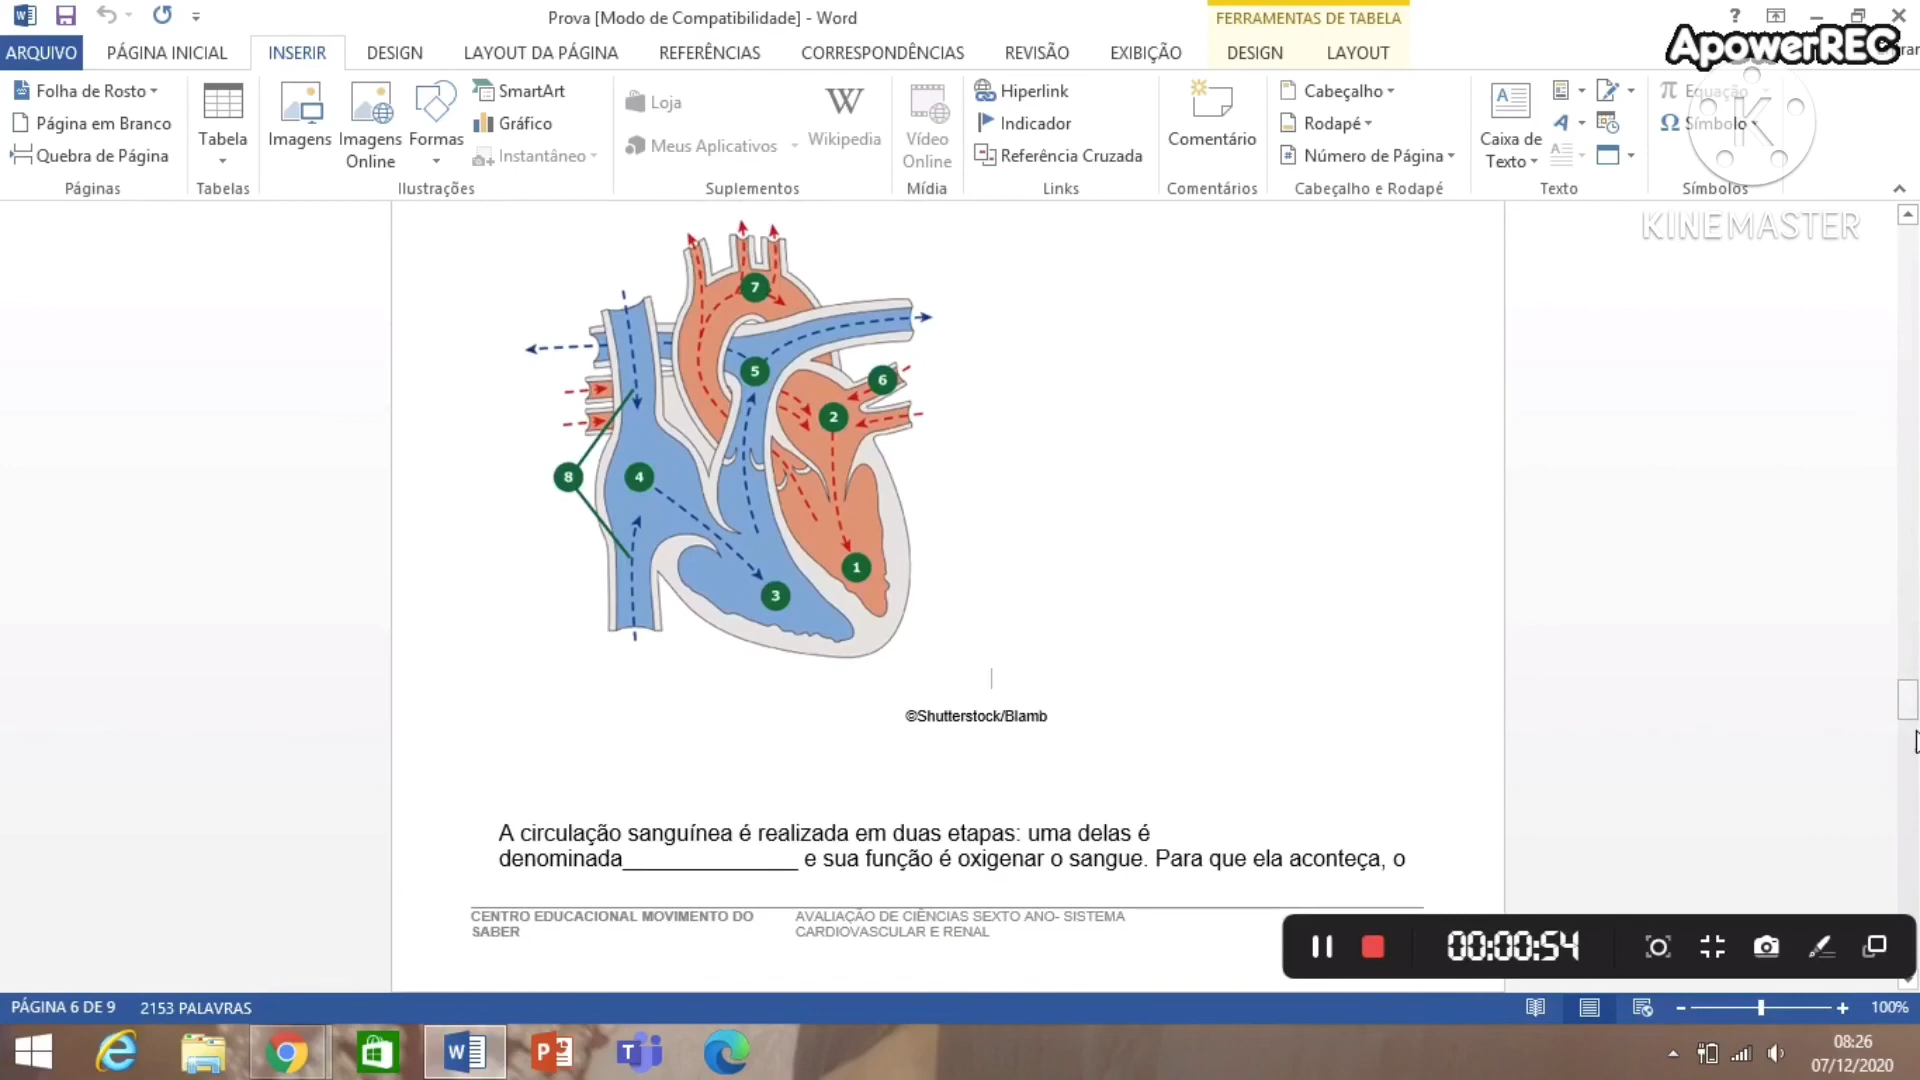 Prova [Modo de Compatibilidade] - Word
FERRAMENTAS DE TABELA
?
ApowerREC
ARQUIVO PÁGINA INICIAL INSERIR DESIGN LAYOUT DA PÁGINA REFERÊNCIAS CORRESPONDÊNCIAS REVISÃO EXIBIÇÃO DESIGN LAYOUT
Folha de Rosto
Página em Branco
Quebra de Página
Páginas
Tabela
Tabelas
Imagens
Imagens
Online
Formas
SmartArt
Gráfico
Instantâneo
Ilustrações
Loja
Meus Aplicativos
W
Wikipedia
Suplementos
Vídeo
Online
Mídia
Hiperlink
Indicador
Referência Cruzada
Links
Comentário
Comentários
Cabeçalho
Rodapé
# Número de Página
Cabeçalho e Rodapé
A
Caixa de
Texto
Texto
π Equação
Ω Símbolo
Símbolos
K
KINEMASTER
7
5
6
2
8
4
1
3
©Shutterstock/Blamb
A circulação sanguínea é realizada em duas etapas: uma delas é
denominada______________ e sua função é oxigenar o sangue. Para que ela aconteça, o
CENTRO EDUCACIONAL MOVIMENTO DO
SABER
AVALIAÇÃO DE CIÊNCIAS SEXTO ANO- SISTEMA
CARDIOVASCULAR E RENAL
00:00:54
PÁGINA 6 DE 9 2153 PALAVRAS
100%
08:26
07/12/2020